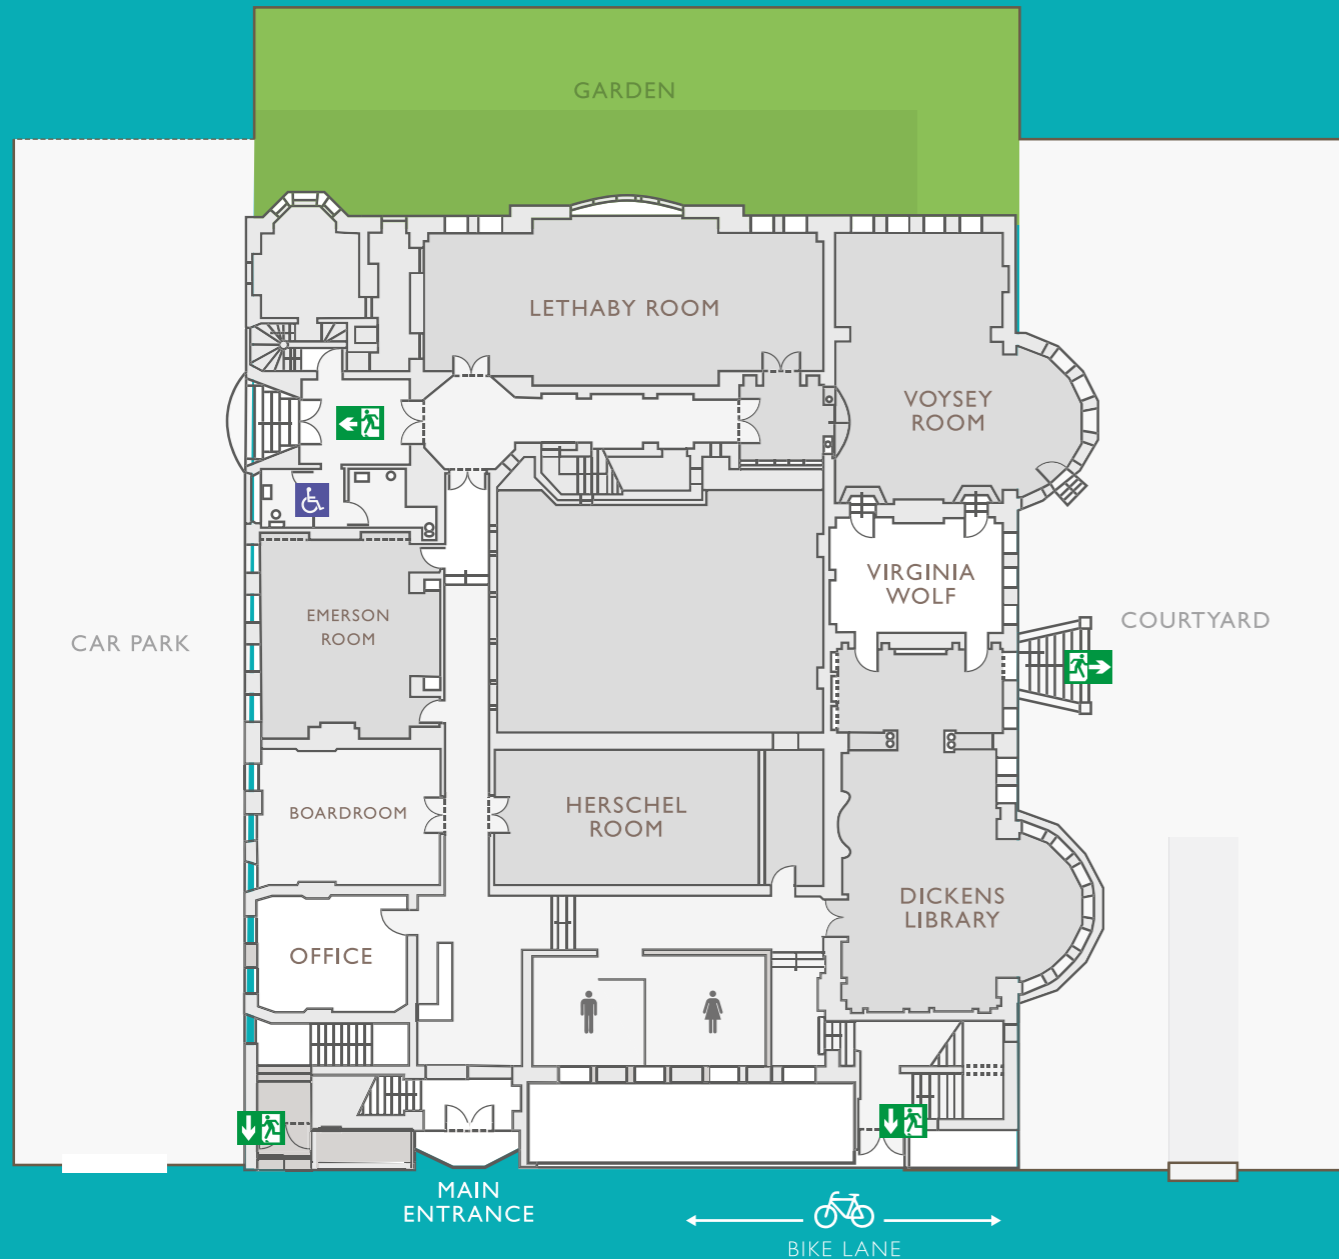 GARDEN
LETHABY ROOM
VOYSEY
ROOM
VIRGINIA
WOLF
EMERSON
ROOM
CAR PARK
COURTYARD
BOARDROOM
HERSCHEL
ROOM
DICKENS
LIBRARY
OFFICE
MAIN
ENTRANCE
BIKE LANE